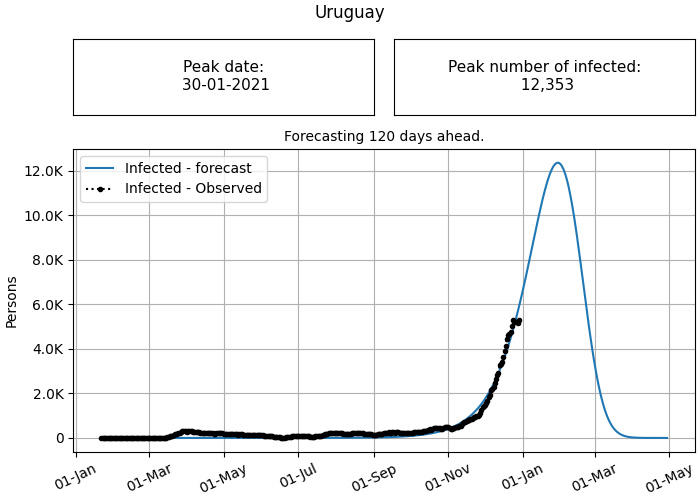 Uruguay
Peak date:
30-01-2021
Peak number of infected:
12,353
Forecasting 120 days ahead.
Infected - forecast
Infected - Observed
12.0K
10.0K
8.0K
6.0K
4.0K
2.0K
0
Persons
01-Jan
01-Mar
01-May
01-Jul
01-Sep
01-Nov
01-Jan
01-Mar
01-May